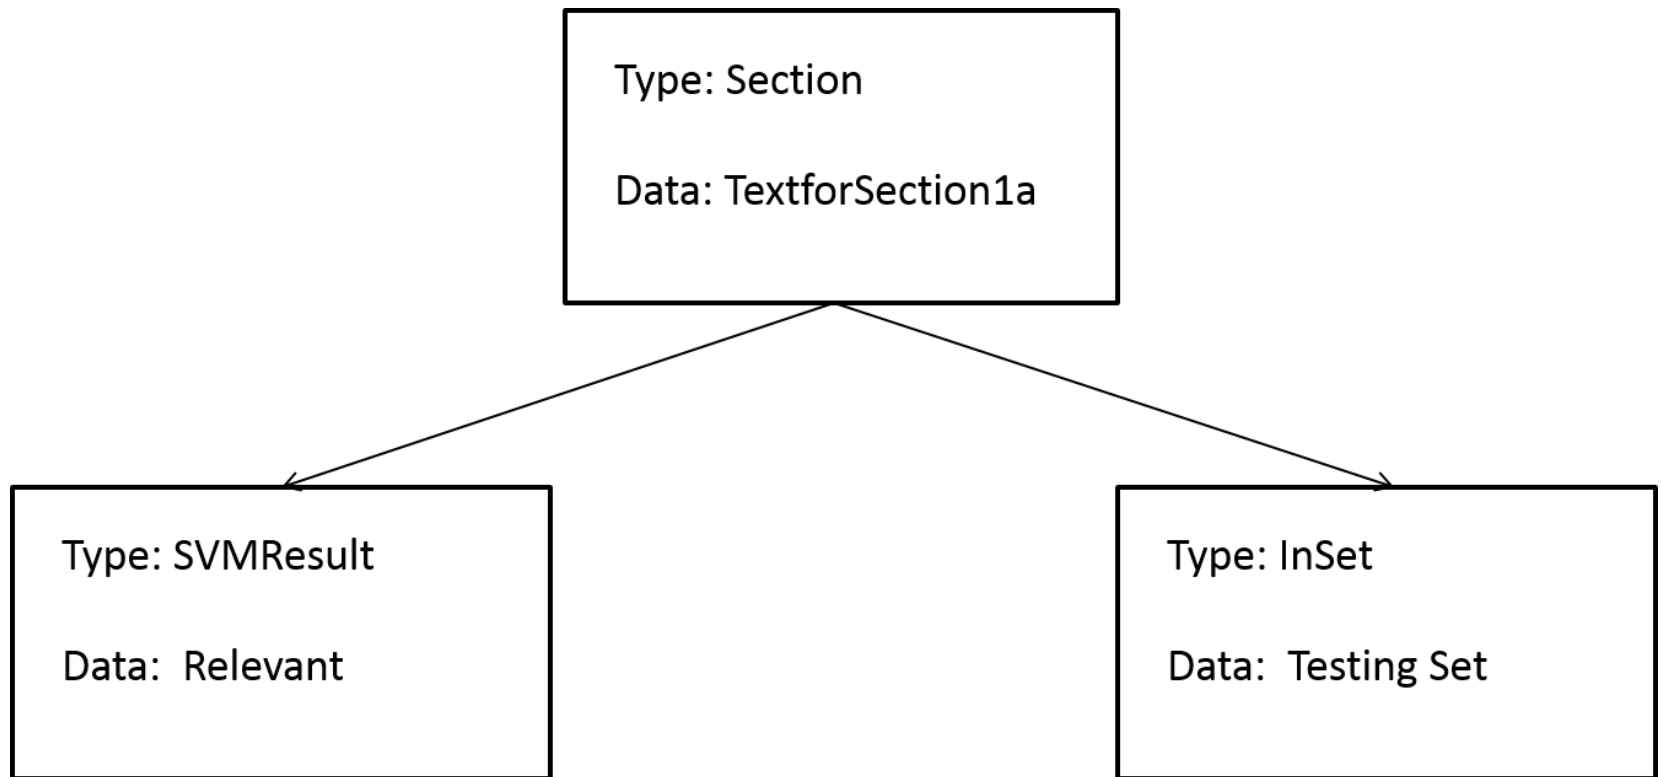 Type: Section
Data: TextforSection1a
Type: SVMResult
Data:  Relevant
Type: InSet
Data:  Testing Set